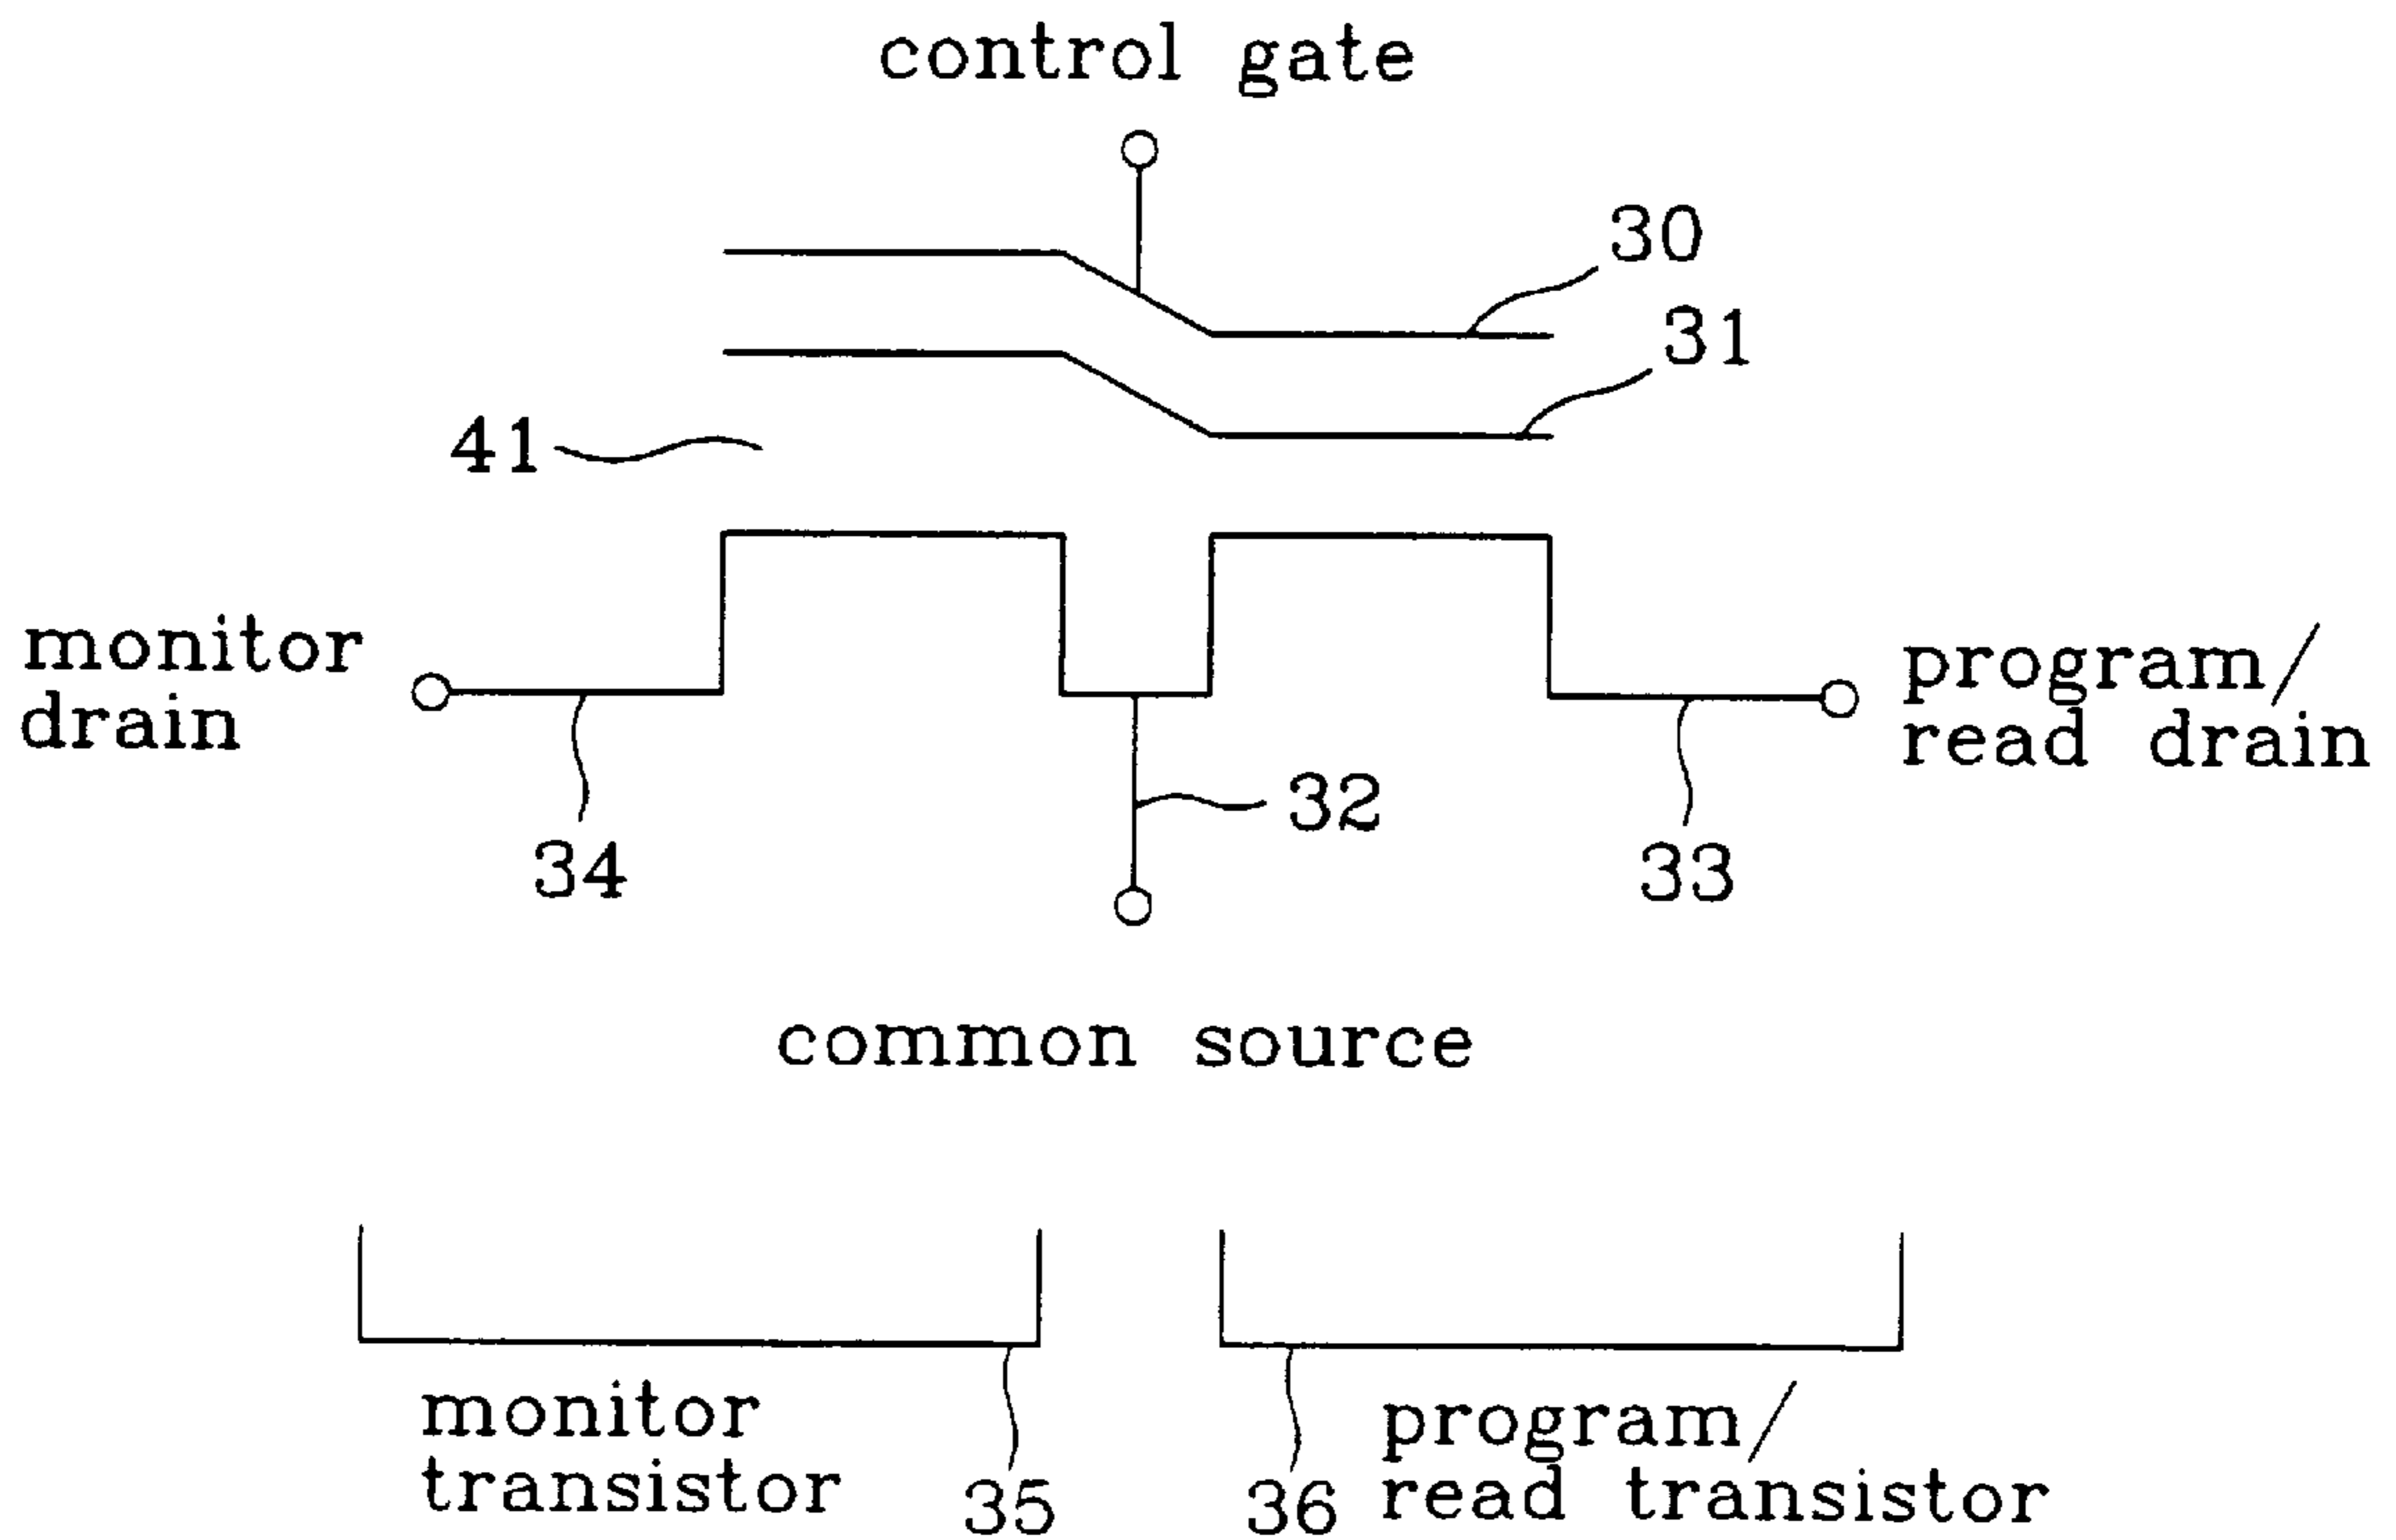 control gate
30
31
41
monitor
drain
program/
read drain
32
34
33
common source
monitor
transistor
35
36
program/
read transistor